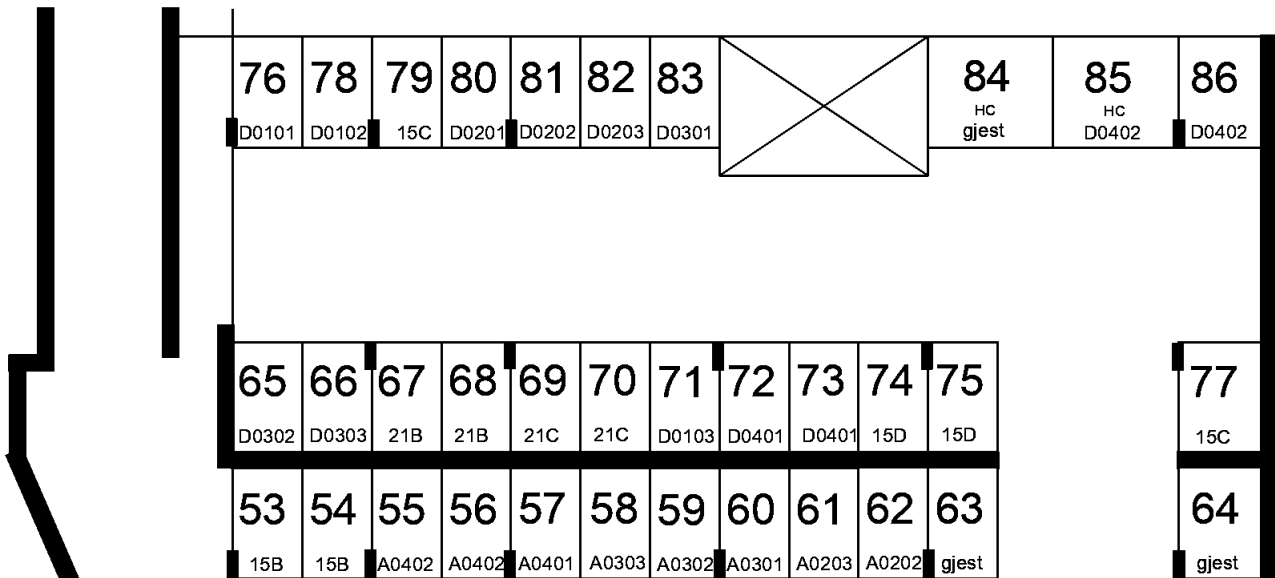 76 78 79 80 81 82 83 84 85 86
HC HC
D0101 D0102 15C D0201 D0202 D0203 D0301 gjest D0402 D0402
65 66 67 68 69 70 71 72 73 74 75 77
D0302 D0303 21B 21B 21C 21C D0103 D0401 D0401 15D 15D 15C
53 54 55 56 57 58 59 60 61 62 63 64
15B 15B A0402 A0402 A0401 A0303 A0302 A0301 A0203 A0202 gjest gjest